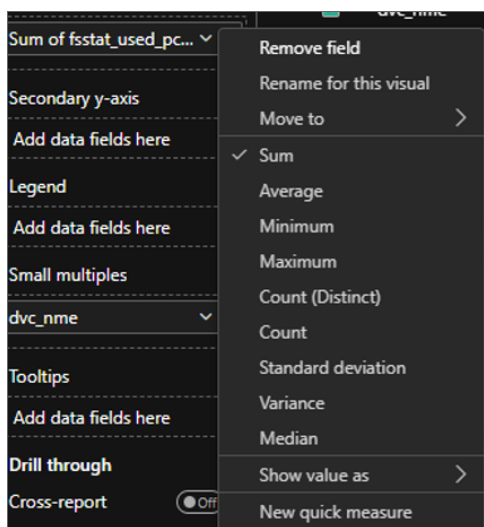 dvc_nme
Sum of fsstat_used_pc...
Secondary y-axis
Add data fields here
Legend
Add data fields here
Small multiples
dvc_nme
Tooltips
Add data fields here
Drill through
Cross-report
Off
Remove field
Rename for this visual
Move to
Sum
Average
Minimum
Maximum
Count (Distinct)
Count
Standard deviation
Variance
Median
Show value as
New quick measure